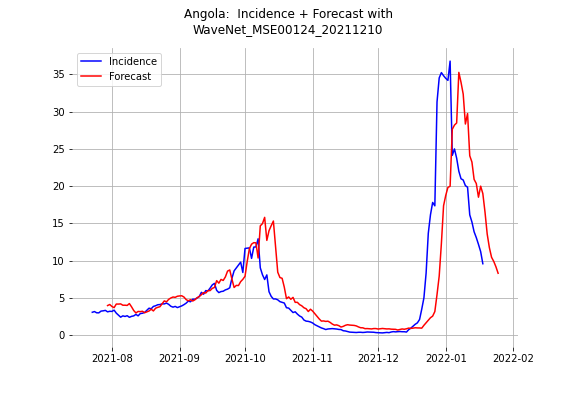 Angola:  Incidence + Forecast with
WaveNet_MSE00124_20211210
Incidence
Forecast
35
30
25
20
15
10
5
0
2021-08 2021-09 2021-10 2021-11 2021-12 2022-01 2022-02